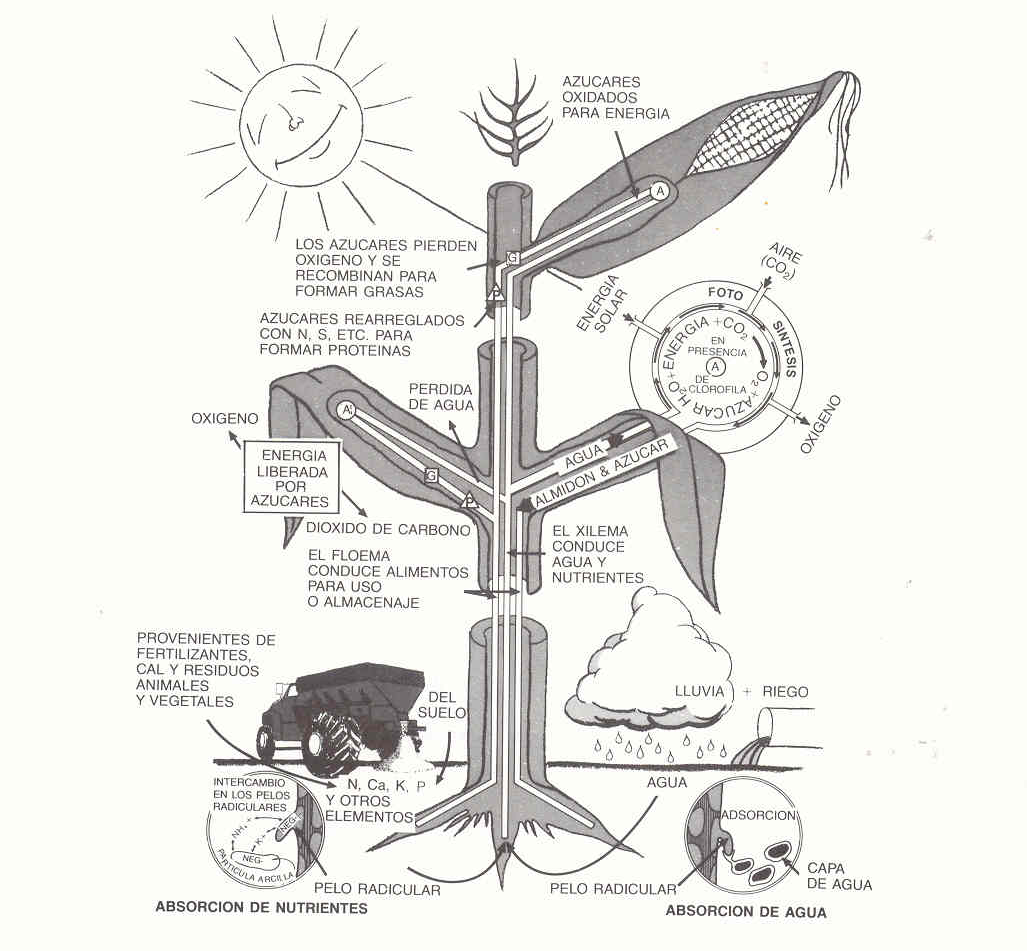 AZUCARES
OXIDADOS
PARA ENERGIA
A
LOS AZUCARES PIERDEN
OXIGENO Y SE
RECOMBINAN PARA
FORMAR GRASAS
G
P
AZUCARES REARREGLADOS
CON N, S, ETC. PARA
FORMAR PROTEINAS
AIRE
(CO₂)
ENERGIA
SOLAR
FOTO
SINTESIS
ENERGIA + CO₂
EN
PRESENCIA
A
DE
CLOROFILA
O₂ + AZUCAR
H₂O +
OXIGENO
PERDIDA
DE AGUA
OXIGENO
A
G
P
ENERGIA
LIBERADA
POR
AZUCARES
DIOXIDO DE CARBONO
AGUA
ALMIDON & AZUCAR
EL FLOEMA
CONDUCE ALIMENTOS
PARA USO
O ALMACENAJE
EL XILEMA
CONDUCE
AGUA Y
NUTRIENTES
PROVENIENTES DE
FERTILIZANTES,
CAL Y RESIDUOS
ANIMALES
Y VEGETALES
DEL
SUELO
LLUVIA + RIEGO
N, Ca, K, P
Y OTROS
ELEMENTOS
AGUA
INTERCAMBIO
EN LOS PELOS
RADICULARES
NH₄+
K+
NEG-
NEG-
PARTICULA ARCILLA
PELO RADICULAR
ABSORCION DE NUTRIENTES
ADSORCION
PELO RADICULAR
CAPA
DE AGUA
ABSORCION DE AGUA